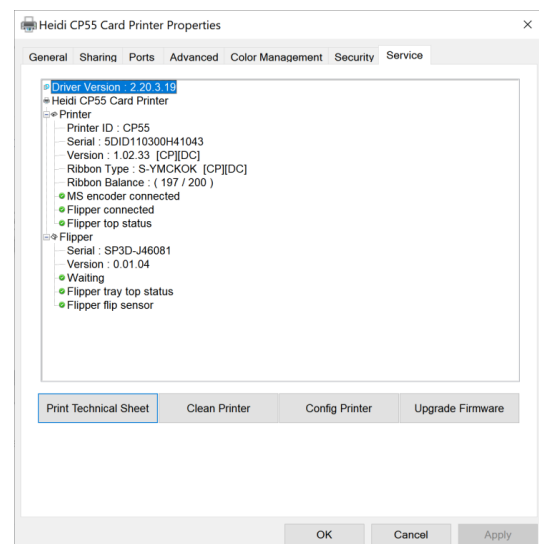 Heidi CP55 Card Printer Properties
General Sharing Ports Advanced Color Management Security Service
Driver Version : 2.20.3.19
Heidi CP55 Card Printer
Printer
Printer ID : CP55
Serial : 5DID110300H41043
Version : 1.02.33 [CP][DC]
Ribbon Type : S-YMCKOK [CP][DC]
Ribbon Balance : ( 197 / 200 )
MS encoder connected
Flipper connected
Flipper top status
Flipper
Serial : SP3D-J46081
Version : 0.01.04
Waiting
Flipper tray top status
Flipper flip sensor
Print Technical Sheet Clean Printer Config Printer Upgrade Firmware
OK Cancel Apply